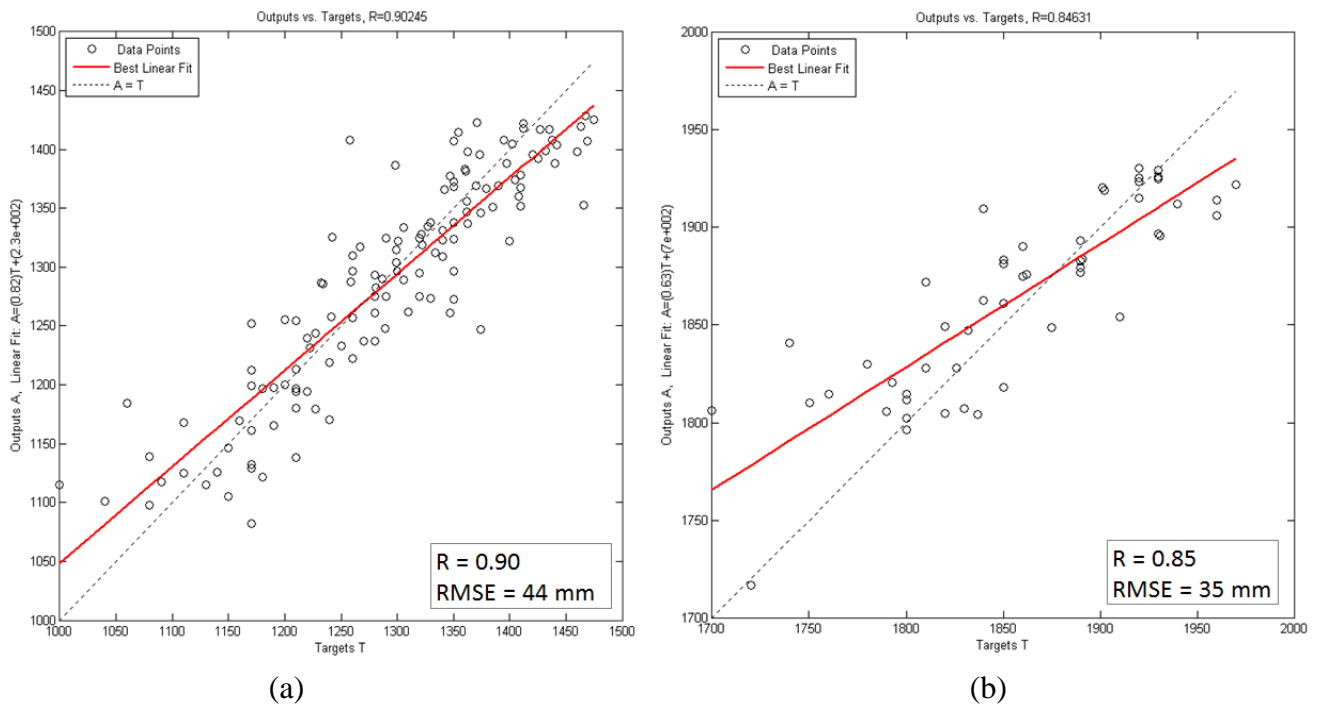 Outputs vs. Targets, R=0.90245
1500
1450
1400
1350
1300
1250
1200
1150
1100
1050
1000
Data Points
Best Linear Fit
A = T
Outputs A, Linear Fit: A=(0.82)T+(2.3e+002)
R = 0.90
RMSE = 44 mm
1000 1050 1100 1150 1200 1250 1300 1350 1400 1450 1500
Targets T
(a)
Outputs vs. Targets, R=0.84631
2000
1950
1900
1850
1800
1750
1700
Data Points
Best Linear Fit
A = T
Outputs A, Linear Fit: A=(0.63)T+(7e+002)
R = 0.85
RMSE = 35 mm
1700 1750 1800 1850 1900 1950 2000
Targets T
(b)